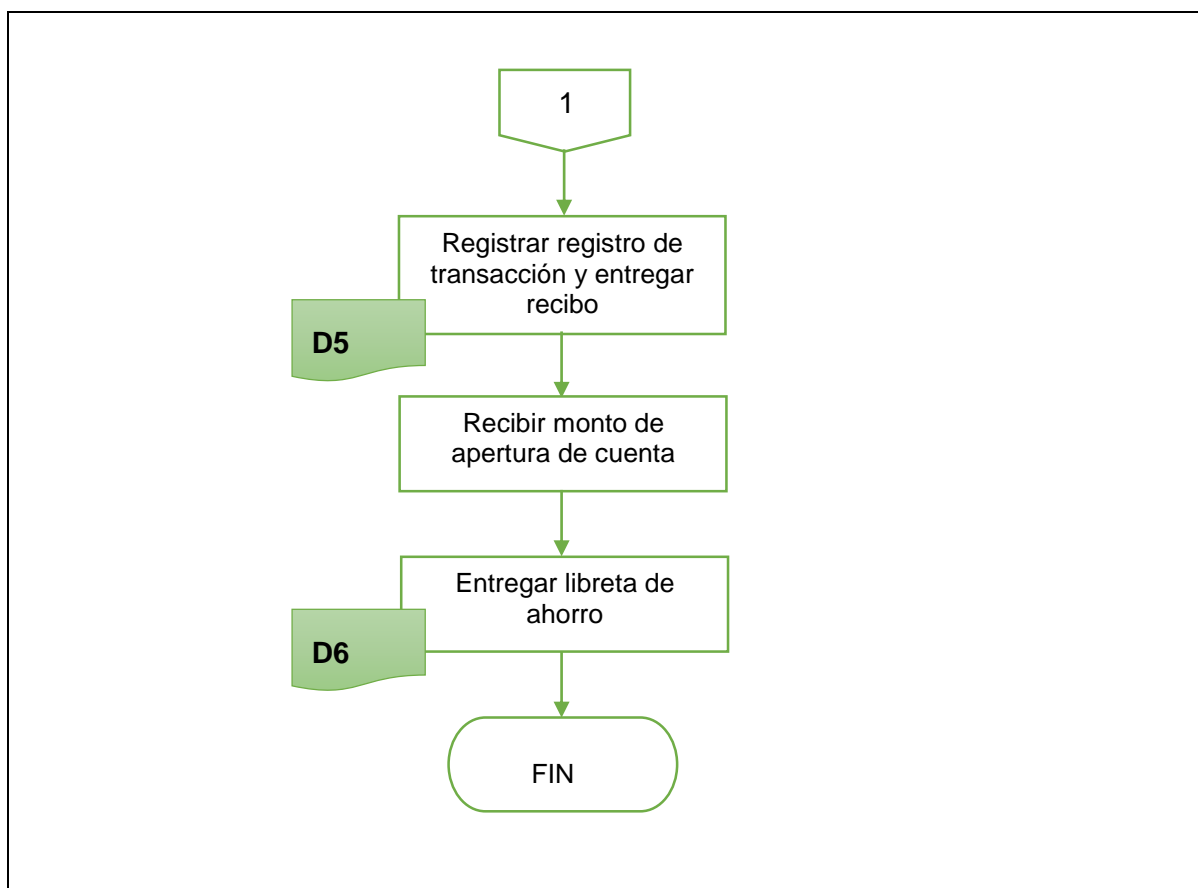 1
Registrar registro de
transacción y entregar
recibo
D5
Recibir monto de
apertura de cuenta
Entregar libreta de
ahorro
D6
FIN